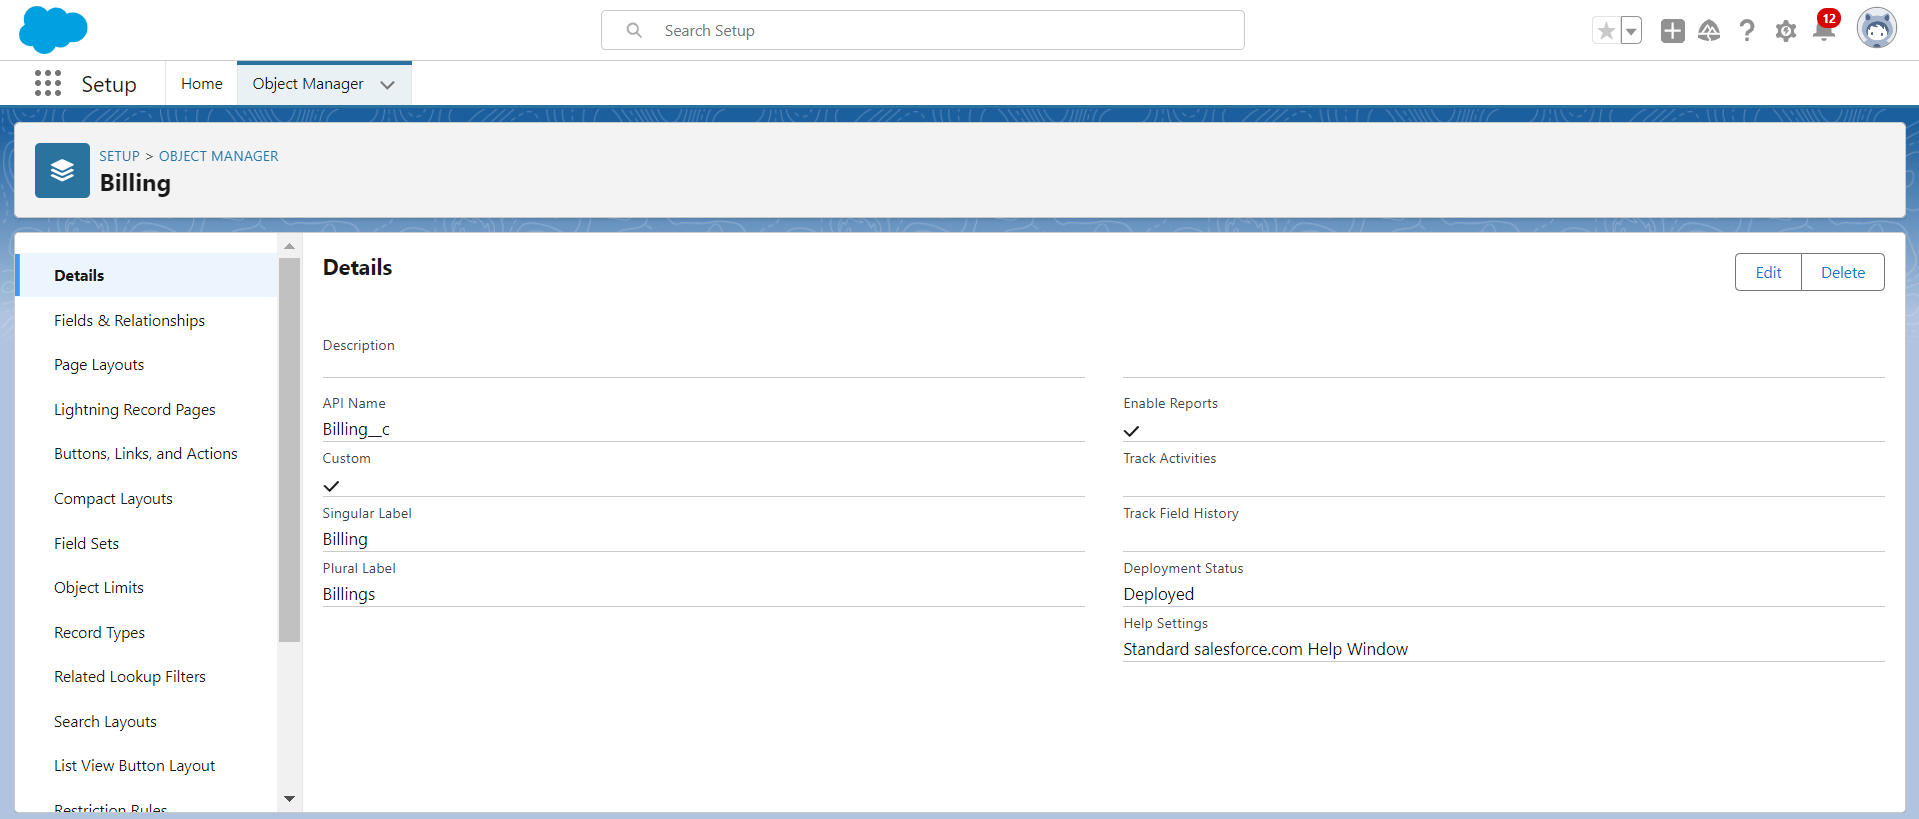 Search Setup
12
Setup
Home
Object Manager
SETUP > OBJECT MANAGER
Billing
Details
Fields & Relationships
Page Layouts
Lightning Record Pages
Buttons, Links, and Actions
Compact Layouts
Field Sets
Object Limits
Record Types
Related Lookup Filters
Search Layouts
List View Button Layout
Restriction Rules
Details
Edit
Delete
Description
API Name
Billing__c
Custom
Singular Label
Billing
Plural Label
Billings
Enable Reports
Track Activities
Track Field History
Deployment Status
Deployed
Help Settings
Standard salesforce.com Help Window